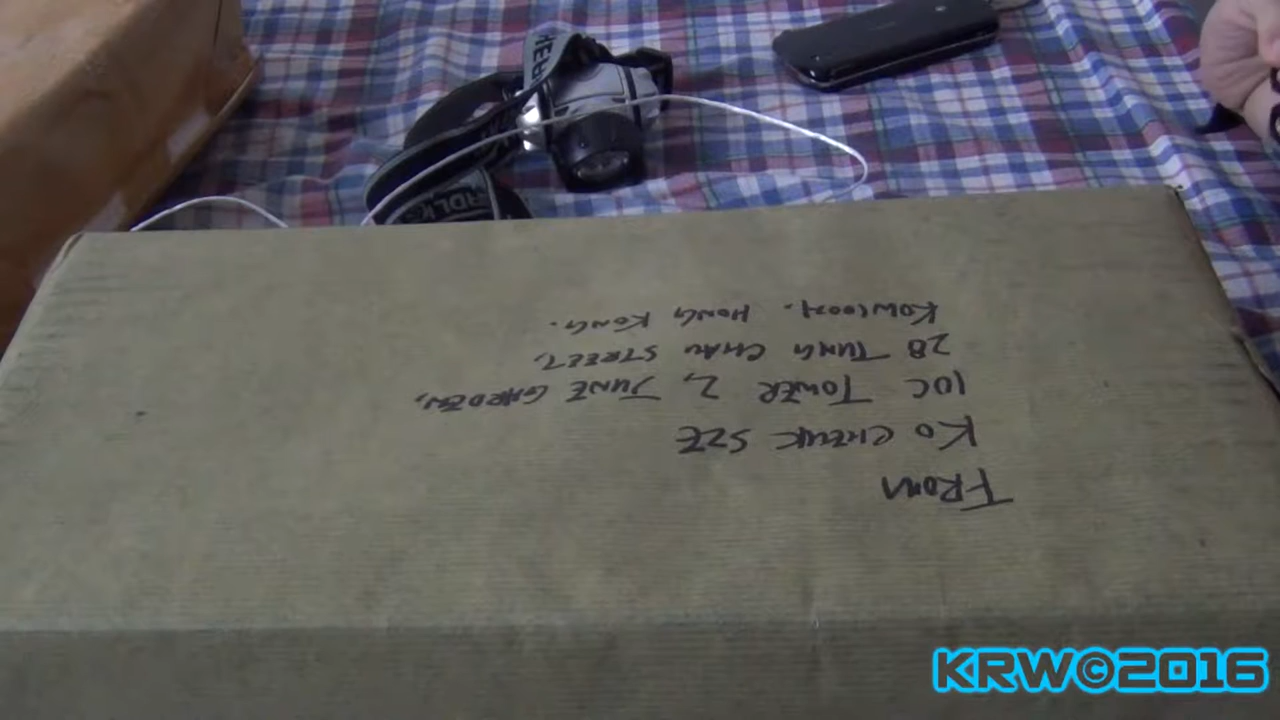 FROM
KO CHEUK SZE
10C TOWER 2, JUNE GARDEN,
28 TUNG CHAU STREET,
KOWLOON. HONG KONG.
KRW©2016